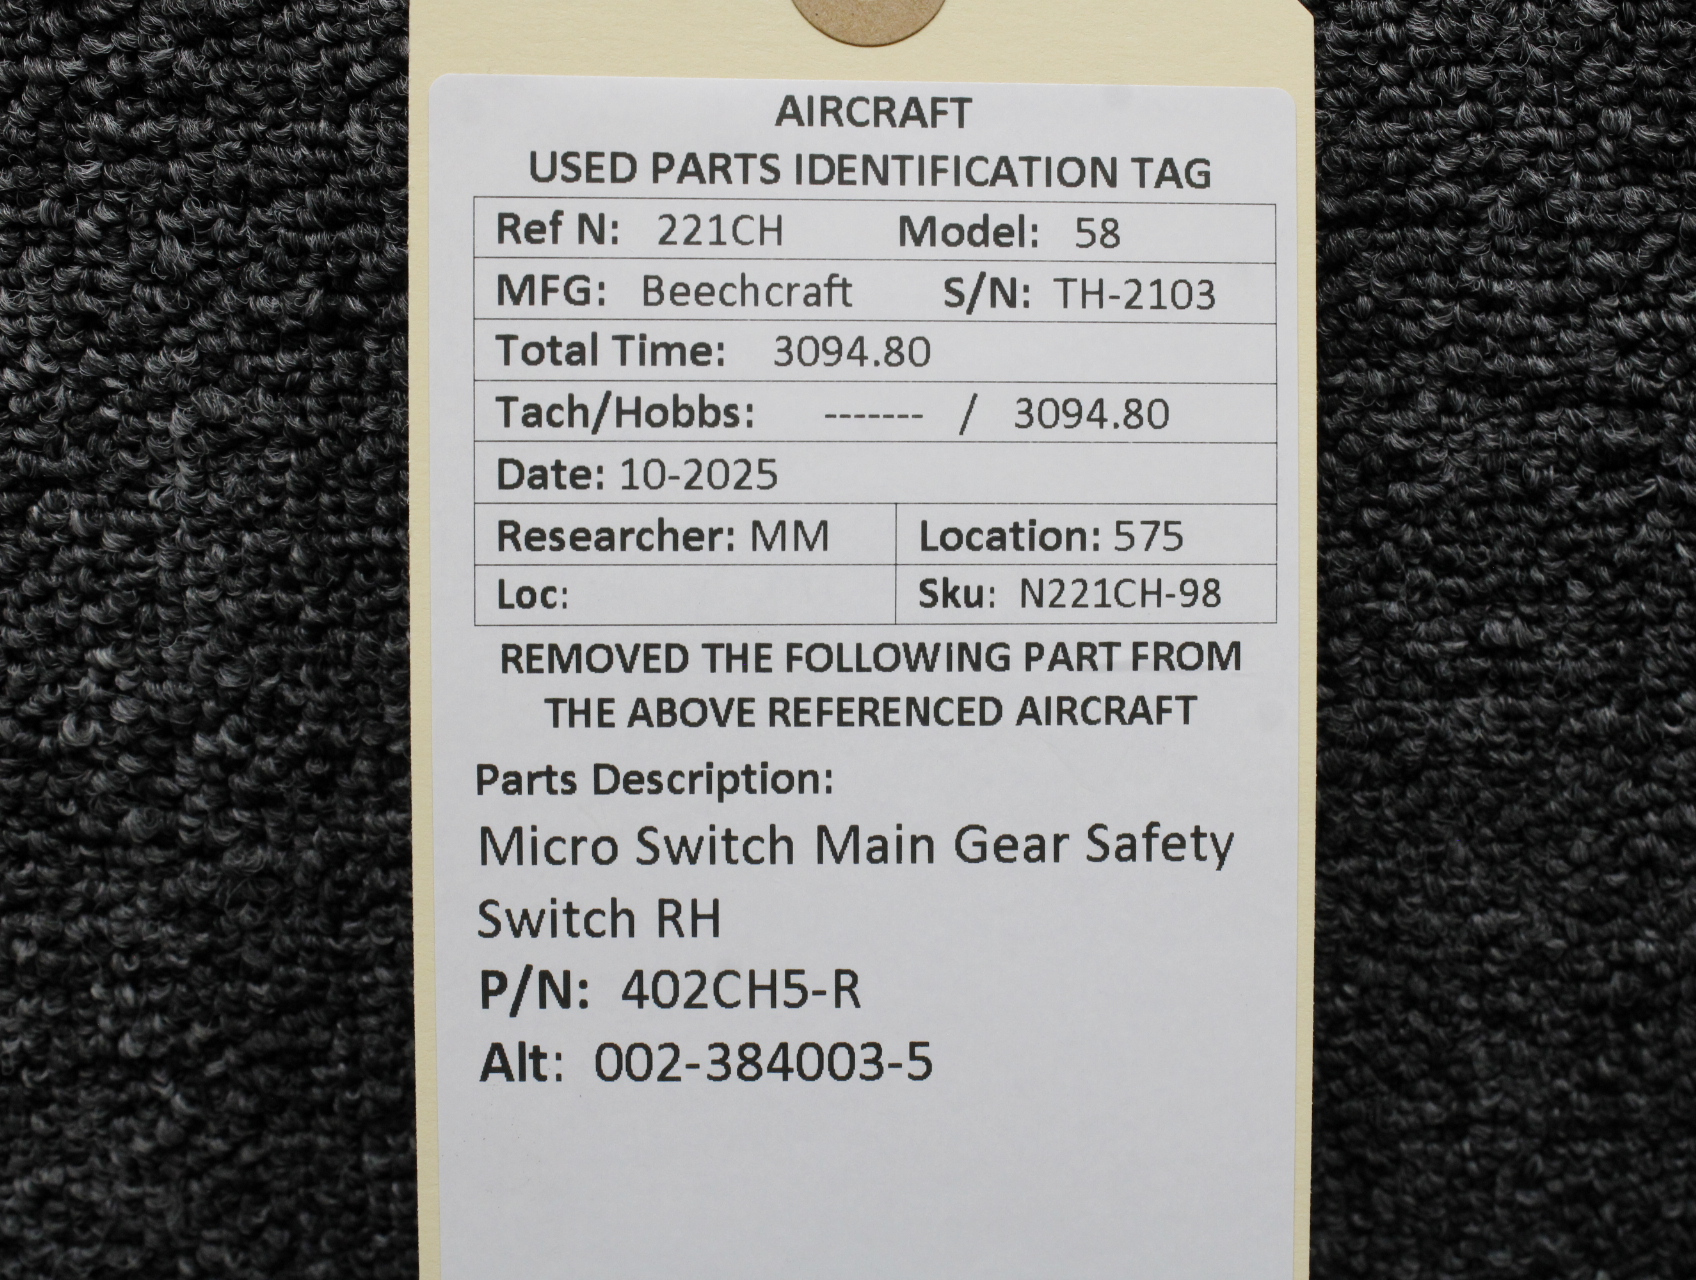 AIRCRAFT
USED PARTS IDENTIFICATION TAG
Ref N: 221CH Model: 58
MFG: Beechcraft S/N: TH-2103
Total Time: 3094.80
Tach/Hobbs: ------- / 3094.80
Date: 10-2025
Researcher: MM Location: 575
Loc: Sku: N221CH-98
REMOVED THE FOLLOWING PART FROM
THE ABOVE REFERENCED AIRCRAFT
Parts Description:
Micro Switch Main Gear Safety
Switch RH
P/N: 402CH5-R
Alt: 002-384003-5